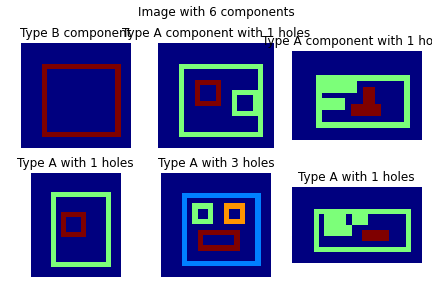 Image with 6 components
Type B component
Type A component with 1 holes
Type A component with 1 ho
Type A with 1 holes
Type A with 3 holes
Type A with 1 holes